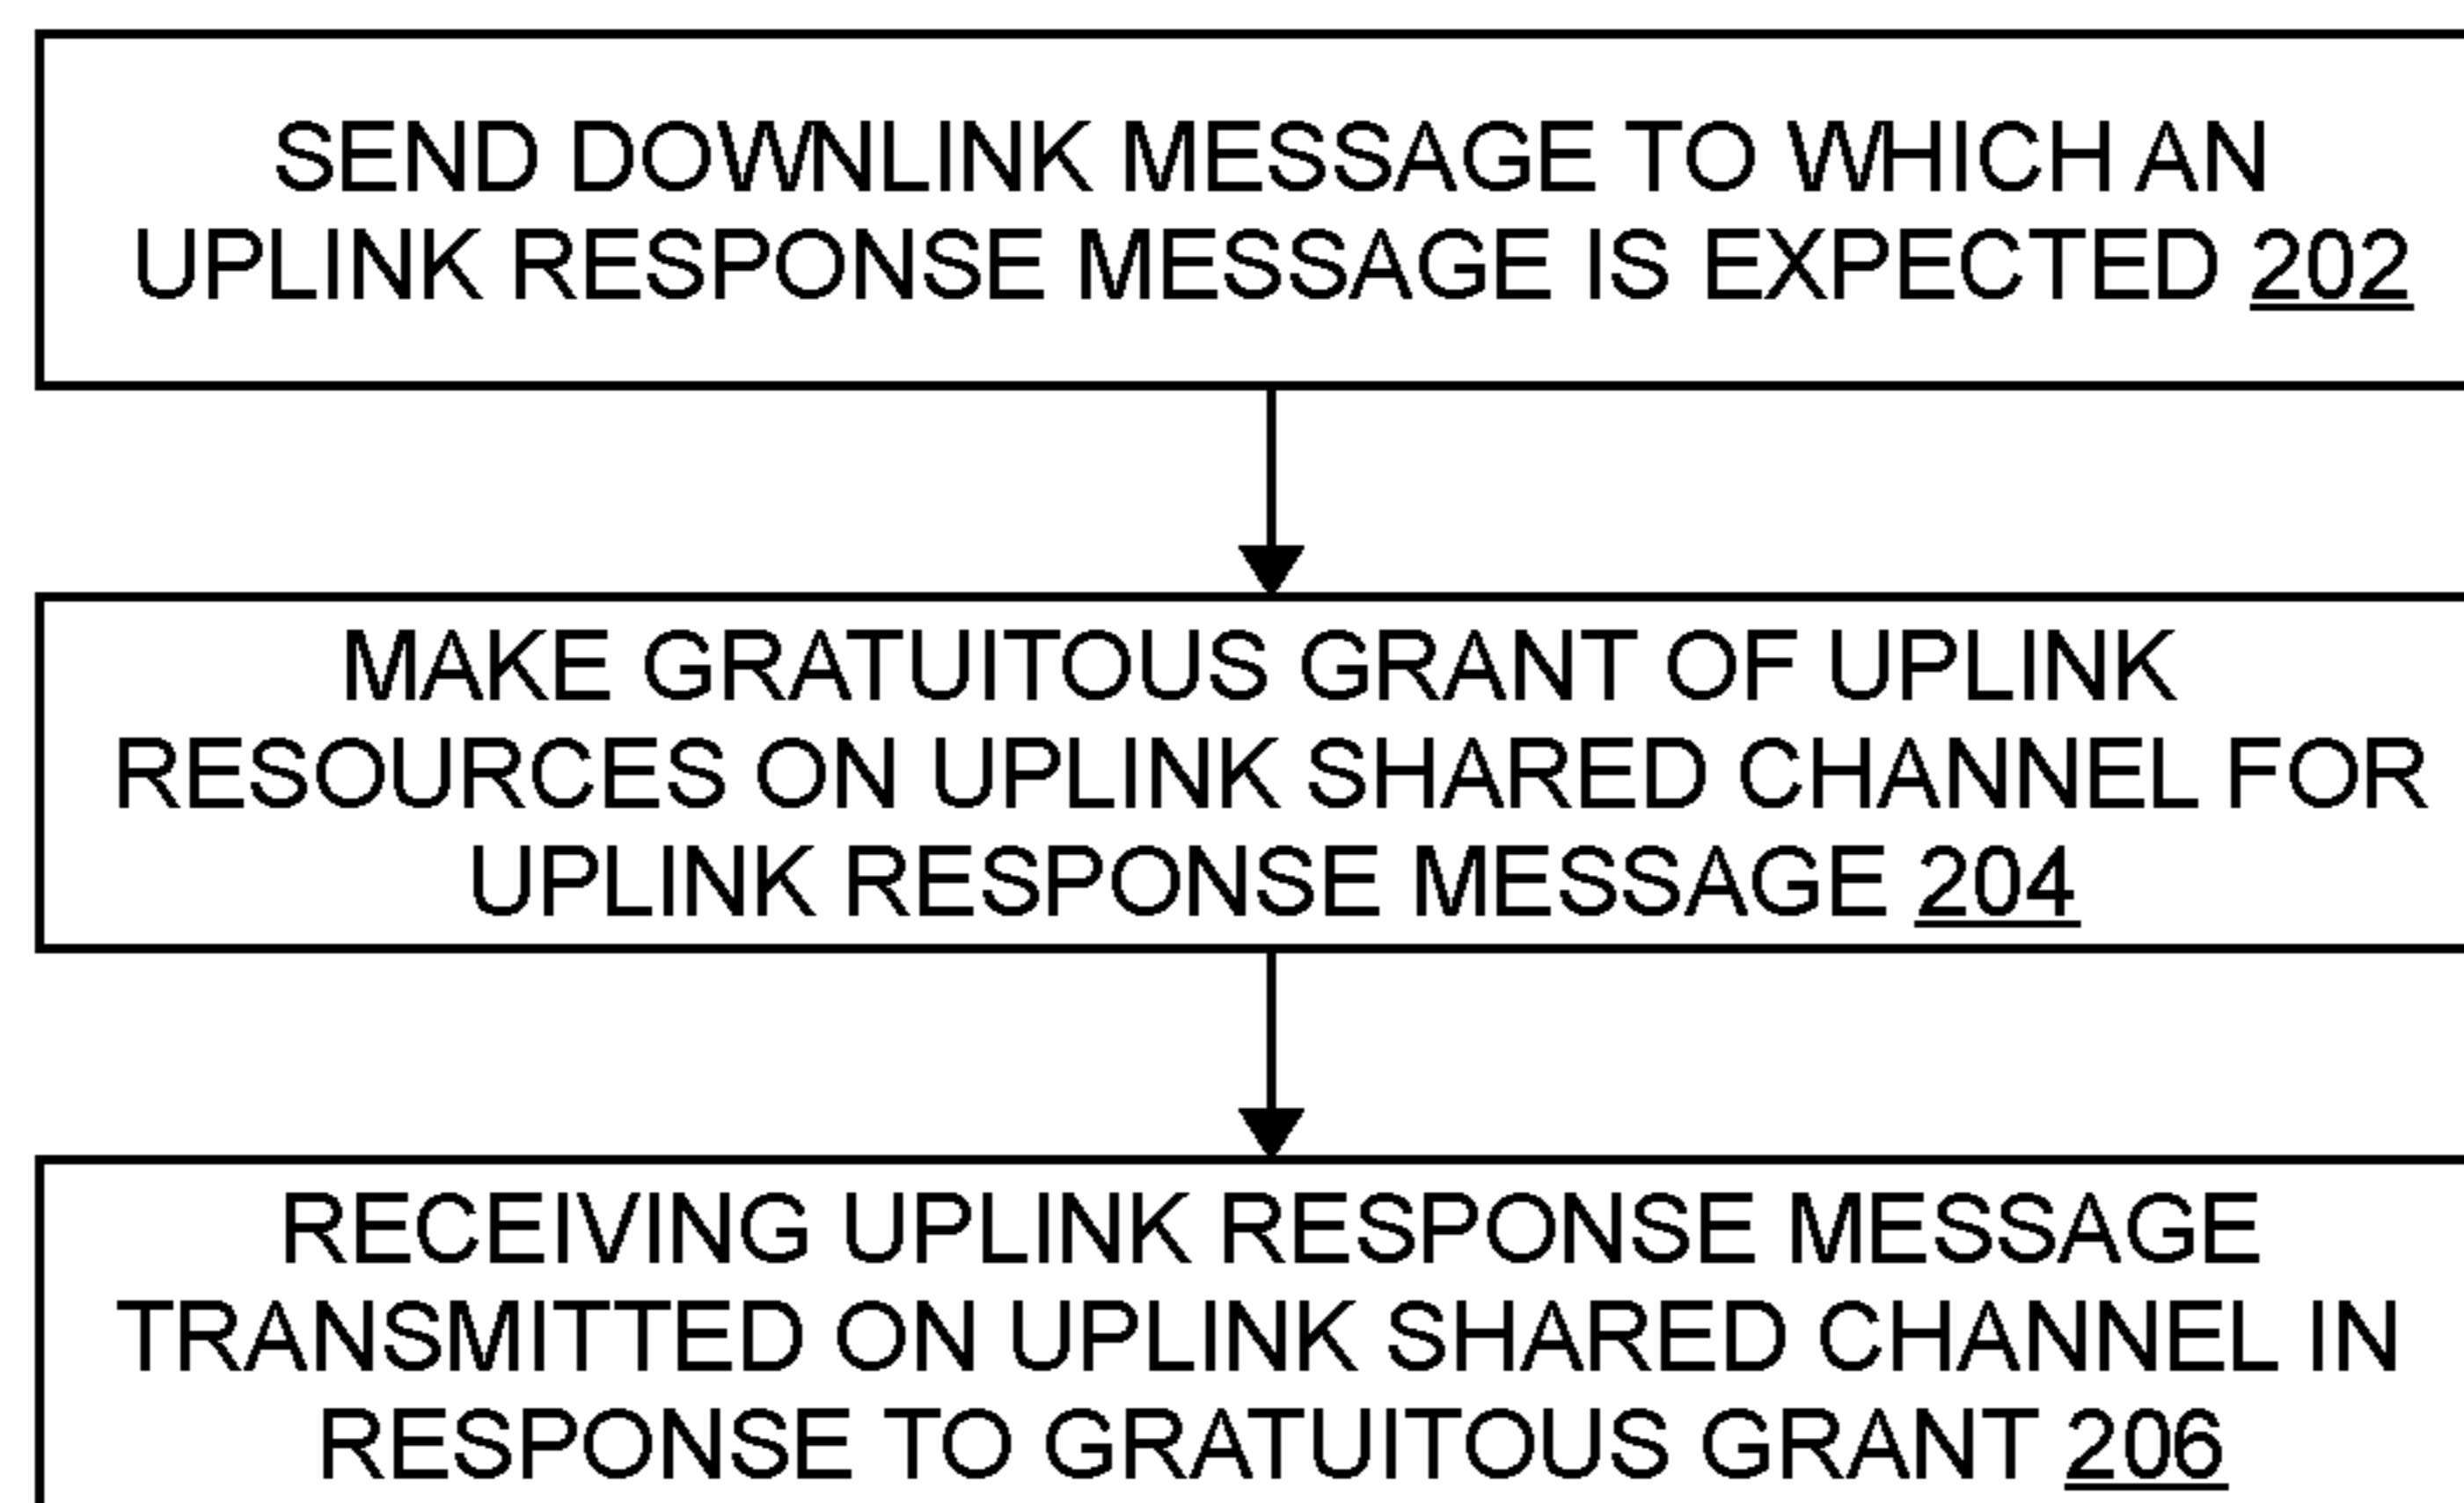 SEND DOWNLINK MESSAGE TO WHICH AN
UPLINK RESPONSE MESSAGE IS EXPECTED 202
MAKE GRATUITOUS GRANT OF UPLINK
RESOURCES ON UPLINK SHARED CHANNEL FOR
UPLINK RESPONSE MESSAGE 204
RECEIVING UPLINK RESPONSE MESSAGE
TRANSMITTED ON UPLINK SHARED CHANNEL IN
RESPONSE TO GRATUITOUS GRANT 206